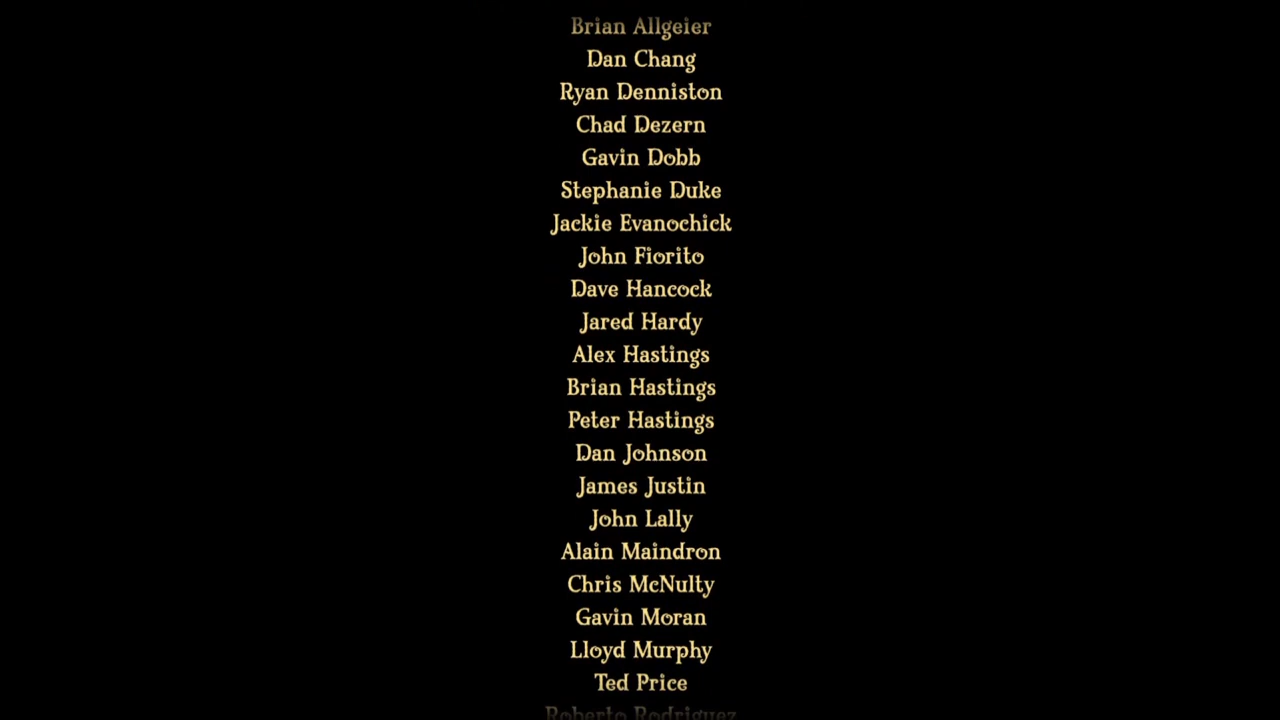 Brian Allgeier
Dan Chang
Ryan Denniston
Chad Dezern
Gavin Dobb
Stephanie Duke
Jackie Evanochick
John Fiorito
Dave Hancock
Jared Hardy
Alex Hastings
Brian Hastings
Peter Hastings
Dan Johnson
James Justin
John Lally
Alain Maindron
Chris McNulty
Gavin Moran
Lloyd Murphy
Ted Price
Roberto Rodriguez